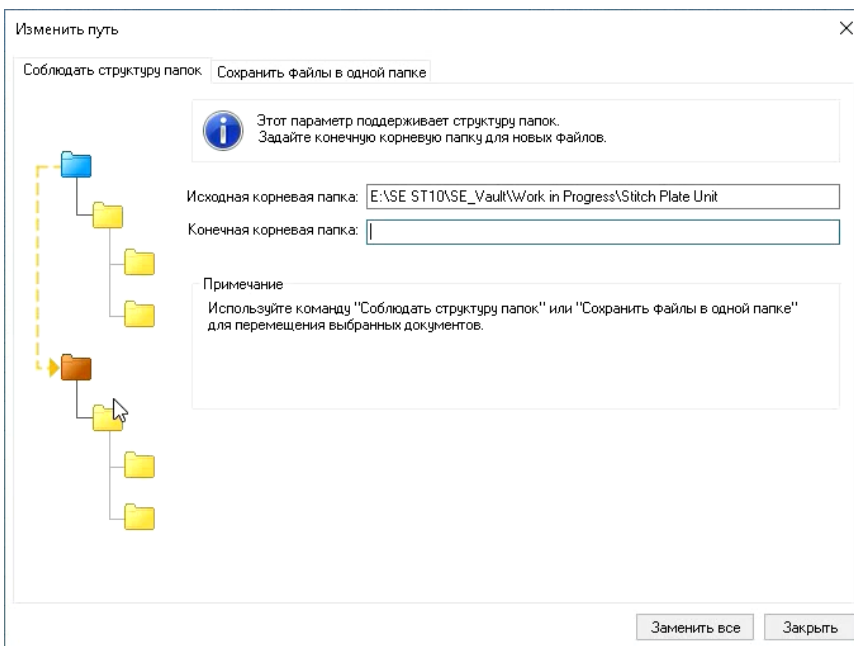 Изменить путь
Соблюдать структуру папок
Сохранить файлы в одной папке
Этот параметр поддерживает структуру папок.
Задайте конечную корневую папку для новых файлов.
Исходная корневая папка: E:\SE ST10\SE_Vault\Work in Progress\Stitch Plate Unit
Конечная корневая папка:
Примечание
Используйте команду "Соблюдать структуру папок" или "Сохранить файлы в одной папке"
для перемещения выбранных документов.
Заменить все
Закрыть